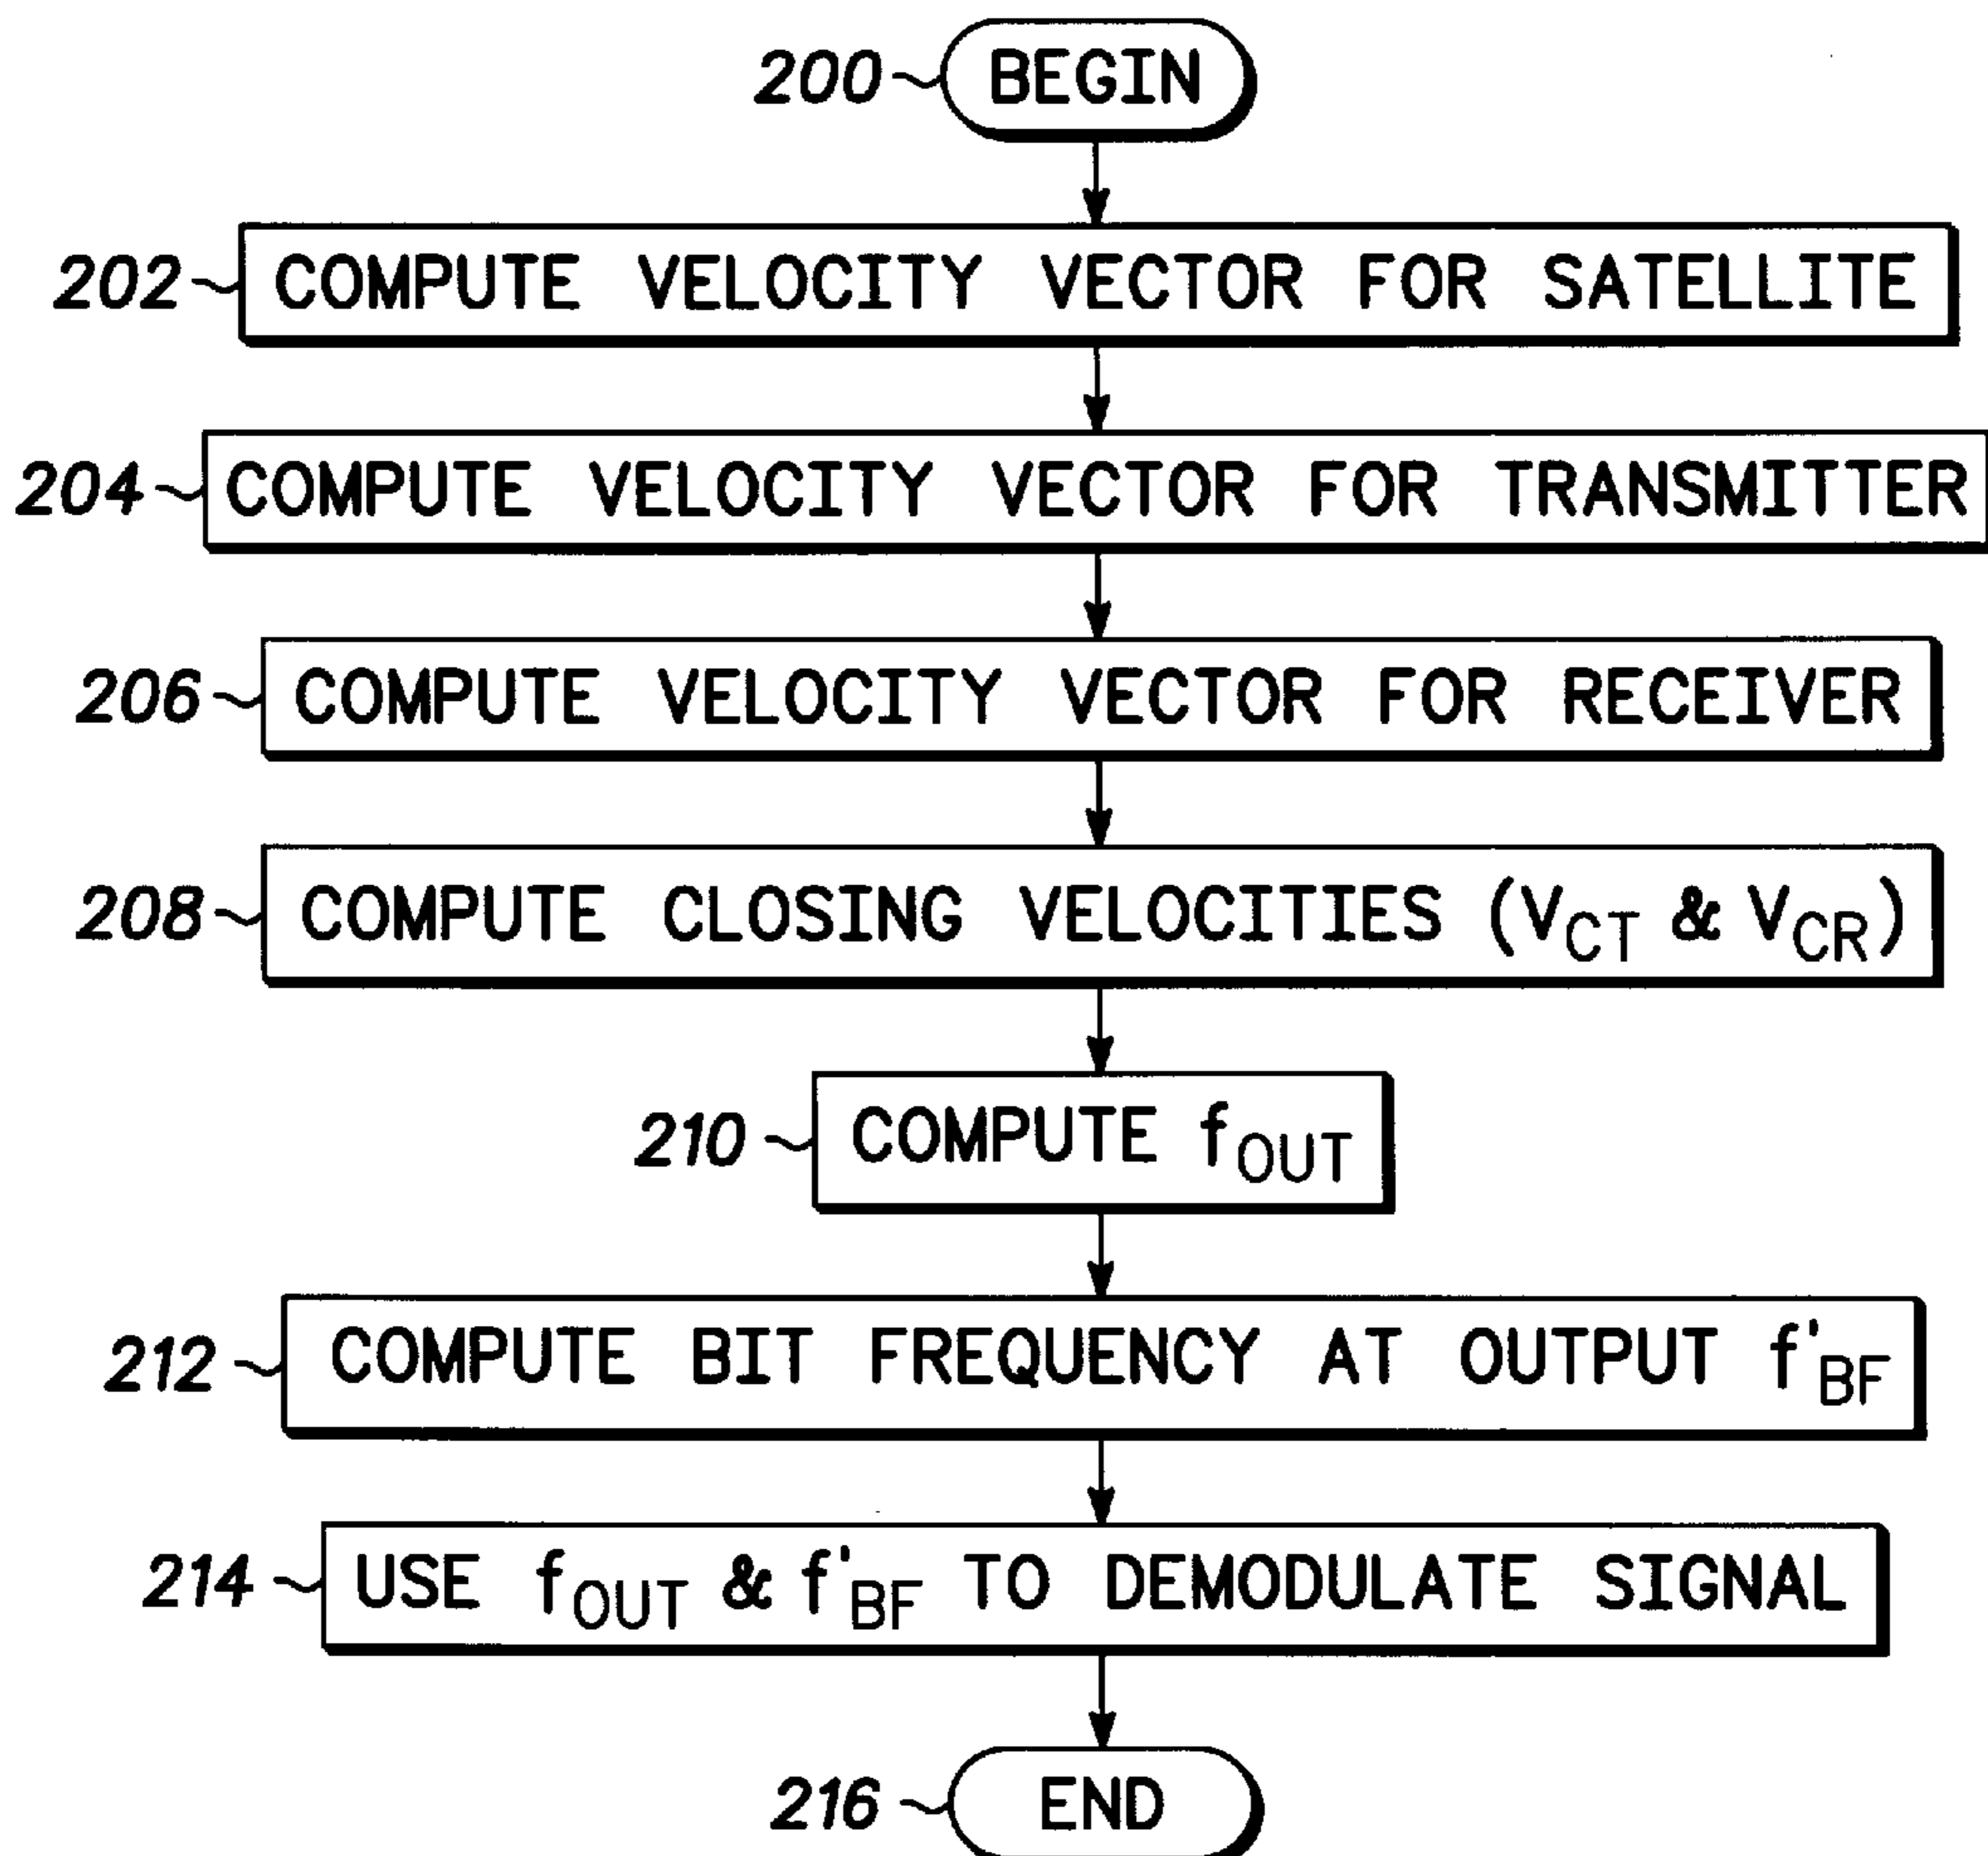 200 BEGIN
202 COMPUTE VELOCITY VECTOR FOR SATELLITE
204 COMPUTE VELOCITY VECTOR FOR TRANSMITTER
206 COMPUTE VELOCITY VECTOR FOR RECEIVER
208 COMPUTE CLOSING VELOCITIES (VCT & VCR)
210 COMPUTE fOUT
212 COMPUTE BIT FREQUENCY AT OUTPUT f'BF
214 USE fOUT & f'BF TO DEMODULATE SIGNAL
216 END